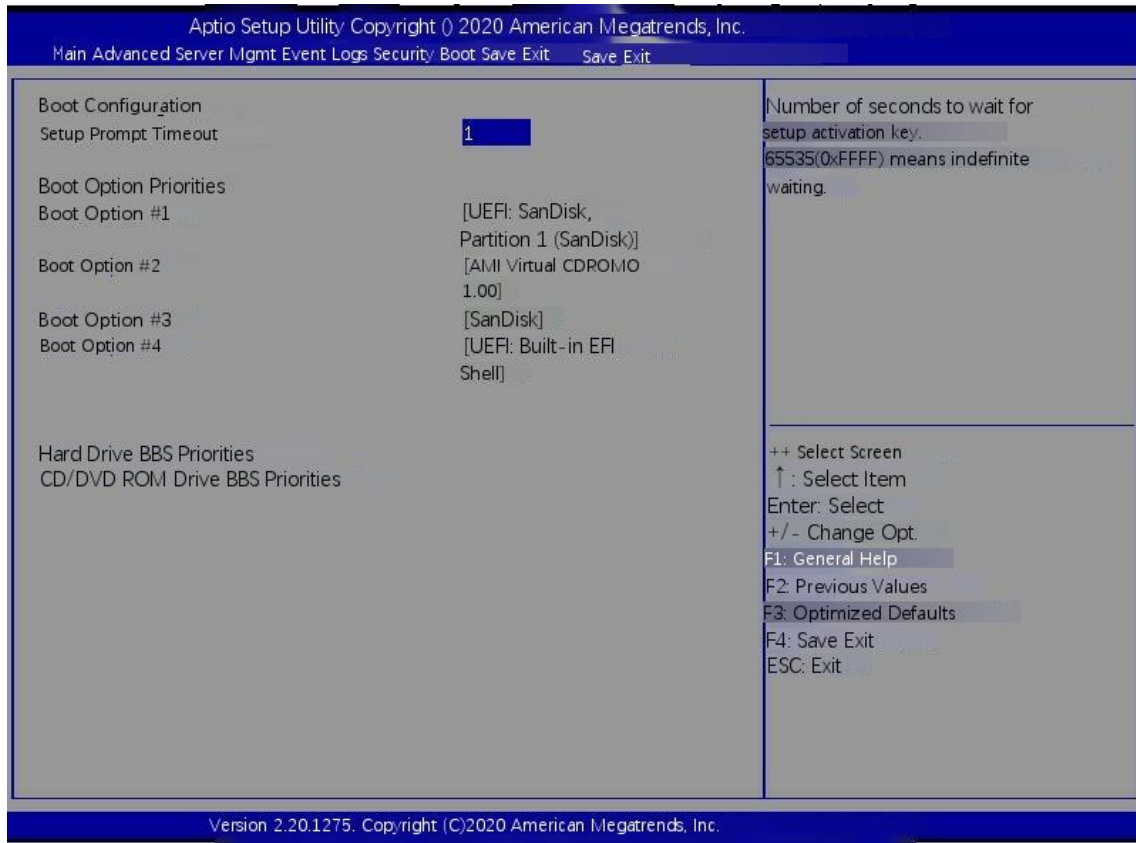 Aptio Setup Utility Copyright () 2020 American Megatrends, Inc.
Main Advanced Server Mgmt Event Logs Security Boot Save Exit Save Exit
Boot Configuration
Setup Prompt Timeout 1
Boot Option Priorities
Boot Option #1 [UEFI: SanDisk,
Partition 1 (SanDisk)]
Boot Option #2 [AMI Virtual CDROMO
1.00]
Boot Option #3 [SanDisk]
Boot Option #4 [UEFI: Built-in EFI
Shell]
Hard Drive BBS Priorities
CD/DVD ROM Drive BBS Priorities
Number of seconds to wait for
setup activation key.
65535(0xFFFF) means indefinite
waiting.
++ Select Screen
↑ : Select Item
Enter: Select
+/- Change Opt.
F1: General Help
F2: Previous Values
F3: Optimized Defaults
F4: Save Exit
ESC: Exit
Version 2.20.1275. Copyright (C)2020 American Megatrends, Inc.